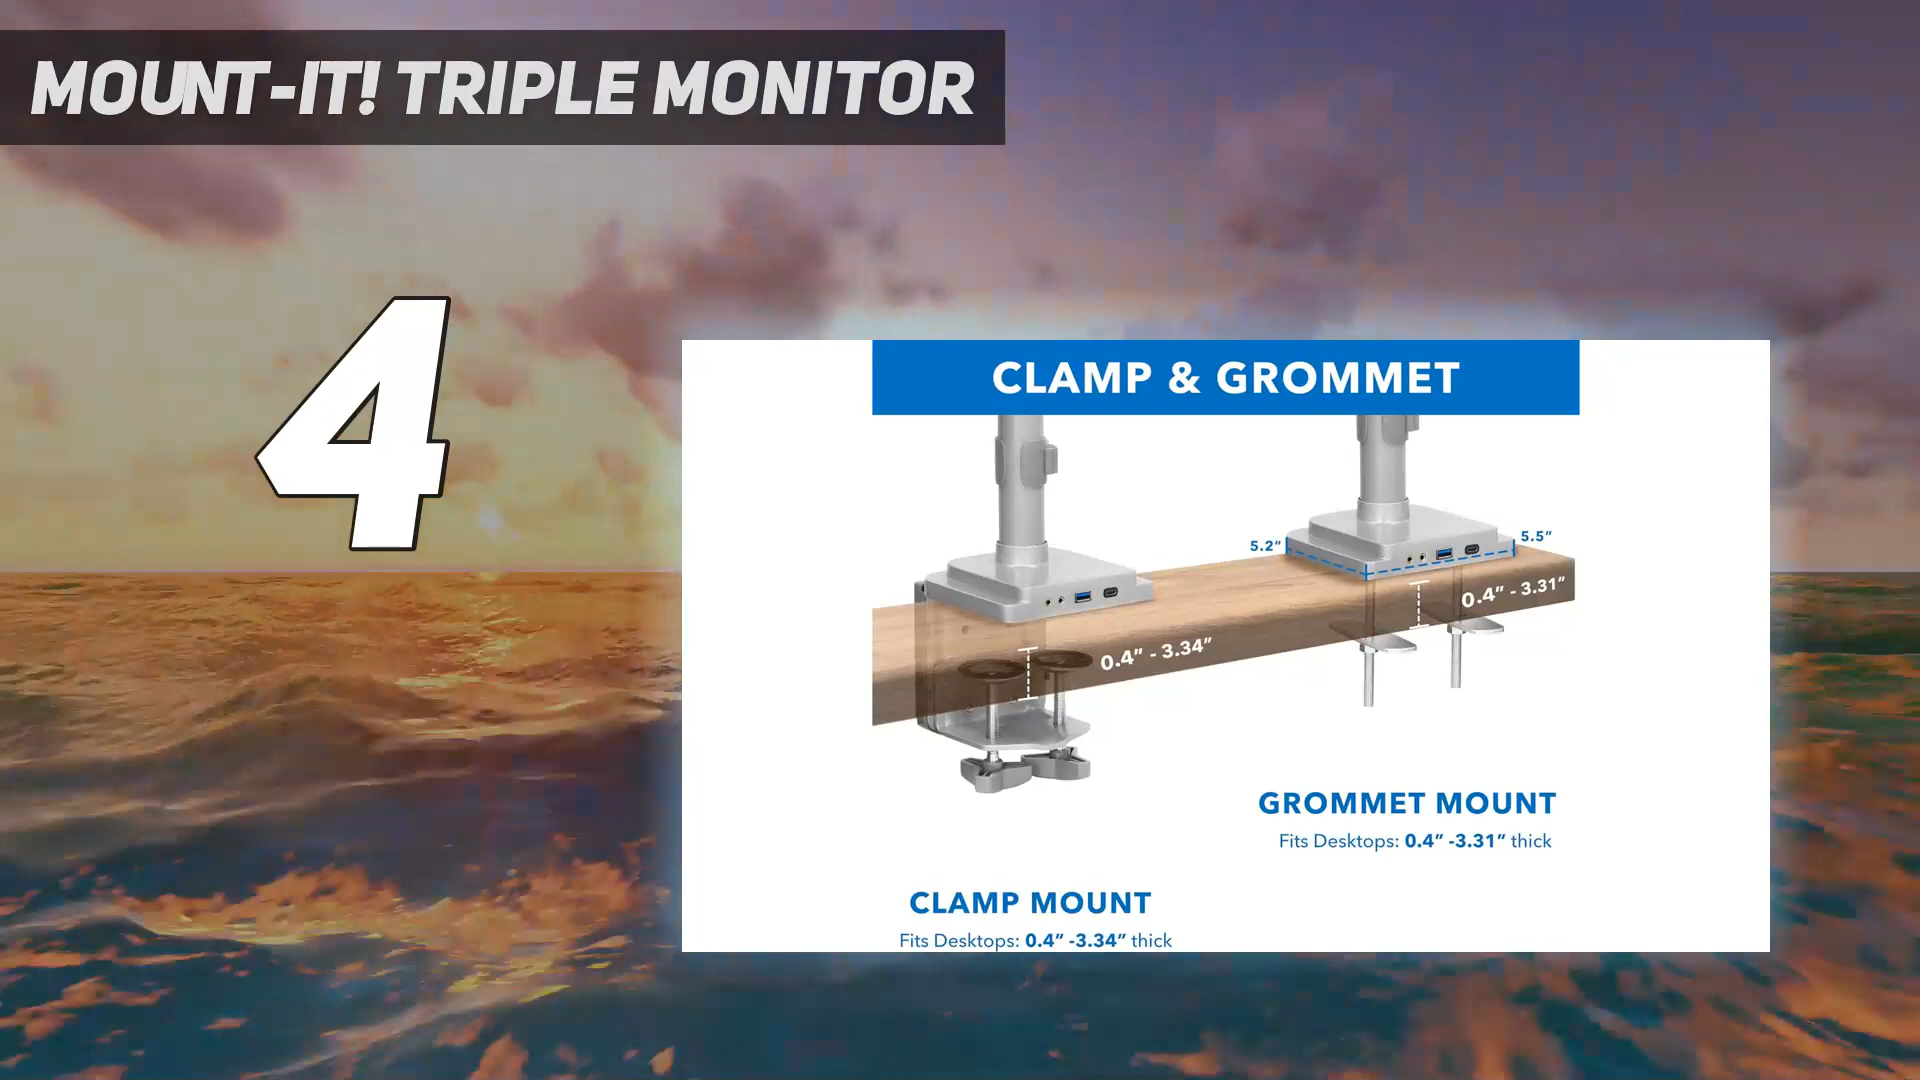 MOUNT-IT! TRIPLE MONITOR
4
CLAMP & GROMMET
5.2”
5.5”
0.4” - 3.31”
0.4” - 3.34”
GROMMET MOUNT
Fits Desktops: 0.4” -3.31” thick
CLAMP MOUNT
Fits Desktops: 0.4” -3.34” thick